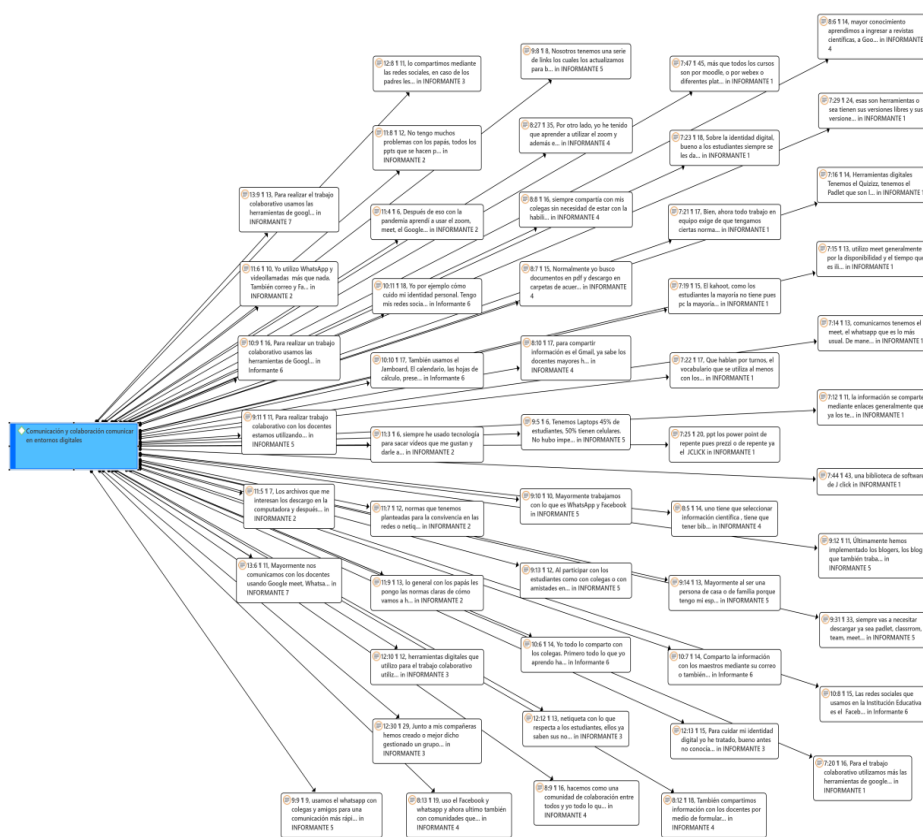 Comunicación y colaboración comunicar
en entornos digitales
13:9 ¶ 13, Para realizar el trabajo
colaborativo usamos las
herramientas de googl... in
INFORMANTE 7
11:6 ¶ 10, Yo utilizo WhatsApp y
videollamadas más que nada.
También correo y Fa... in
INFORMANTE 2
10:9 ¶ 16, Para realizar un trabajo
colaborativo usamos las
herramientas de Googl... in
Informante 6
9:11 ¶ 11, Para realizar trabajo
colaborativo con los docentes
estamos utilizando... in
INFORMANTE 5
11:5 ¶ 7, Los archivos que me
interesan los descargo en la
computadora y después... in
INFORMANTE 2
13:6 ¶ 11, Mayormente nos
comunicamos con los docentes
usando Google meet, Whatsa... in
INFORMANTE 7
9:9 ¶ 9, usamos el whatsapp con
colegas y amigos para una
comunicación más rápi... in
INFORMANTE 5
12:8 ¶ 11, lo compartimos mediante
las redes sociales, en caso de los
padres les... in INFORMANTE 3
11:8 ¶ 12, No tengo muchos
problemas con los papás, todos los
ppts que se hacen p... in
INFORMANTE 2
11:4 ¶ 6, Después de eso con la
pandemia aprendí a usar el zoom,
meet, el Google... in INFORMANTE 2
10:11 ¶ 18, Yo por ejemplo cómo
cuido mi identidad personal. Tengo
mis redes socia... in Informante 6
10:10 ¶ 17, También usamos el
Jamboard, El calendario, las hojas de
cálculo, prese... in Informante 6
11:3 ¶ 6, siempre he usado tecnología
para sacar videos que me gustan y
darle a... in INFORMANTE 2
11:7 ¶ 12, normas que tenemos
planteadas para la convivencia en las
redes o netiq... in INFORMANTE 2
11:9 ¶ 13, lo general con los papás les
pongo las normas claras de cómo
vamos a h... in INFORMANTE 2
12:10 ¶ 12, herramientas digitales que
utilizo para el trabajo colaborativo
utiliz... in INFORMANTE 3
12:30 ¶ 29, Junto a mis compañeras
hemos creado o mejor dicho
gestionado un grupo... in
INFORMANTE 3
8:13 ¶ 19, uso el Facebook y
whatsapp y ahora ultimo también
con comunidades que... in
INFORMANTE 4
9:8 ¶ 8, Nosotros tenemos una serie
de links los cuales los actualizamos
para b... in INFORMANTE 5
8:27 ¶ 35, Por otro lado, yo he tenido
que aprender a utilizar el zoom y
además e... in INFORMANTE 4
8:8 ¶ 16, siempre compartía con mis
colegas sin necesidad de estar con la
habili... in INFORMANTE 4
8:7 ¶ 15, Normalmente yo busco
documentos en pdf y descargo en
carpetas de acuer... in INFORMANTE
4
8:10 ¶ 17, para compartir
información es el Gmail, ya sabe los
docentes mayores h... in
INFORMANTE 4
9:5 ¶ 6, Tenemos Laptops 45% de
estudiantes, 50% tienen celulares.
No hubo impe... in INFORMANTE 5
9:10 ¶ 10, Mayormente trabajamos
con lo que es WhatsApp y Facebook
in INFORMANTE 5
9:13 ¶ 12, Al participar con los
estudiantes como con colegas o con
amistades en... in INFORMANTE 5
10:6 ¶ 14, Yo todo lo comparto con
los colegas. Primero todo lo que yo
aprendo ha... in Informante 6
12:12 ¶ 13, netiqueta con lo que
respecta a los estudiantes, ellos ya
saben sus no... in INFORMANTE 3
8:9 ¶ 16, hacemos como una
comunidad de colaboración entre
todos y yo todo lo qu... in
INFORMANTE 4
7:47 ¶ 45, más que todos los cursos
son por moodle, o por webex o
diferentes plat... in INFORMANTE 1
7:23 ¶ 18, Sobre la identidad digital,
bueno a los estudiantes siempre se
les da... in INFORMANTE 1
7:21 ¶ 17, Bien, ahora todo trabajo en
equipo exige de que tengamos
ciertas norma... in INFORMANTE 1
7:19 ¶ 15, El kahoot, como los
estudiantes la mayoría no tiene pues
pc la mayoría... in INFORMANTE 1
7:22 ¶ 17, Que hablan por turnos, el
vocabulario que se utiliza al menos
con los... in INFORMANTE 1
7:25 ¶ 20, ppt los power point de
repente pues prezzi o de repente ya
el JCLICK in INFORMANTE 1
8:5 ¶ 14, uno tiene que seleccionar
información científica , tiene que
tener bib... in INFORMANTE 4
9:14 ¶ 13, Mayormente al ser una
persona de casa o de familia porque
tengo mi esp... in INFORMANTE 5
10:7 ¶ 14, Comparto la información
con los maestros mediante su correo
o también... in Informante 6
12:13 ¶ 15, Para cuidar mi identidad
digital yo he tratado, bueno antes
no conocía... in INFORMANTE 3
8:12 ¶ 18, También compartimos
información con los docentes por
medio de formular... in
INFORMANTE 4
8:6 ¶ 14, mayor conocimiento
aprendimos a ingresar a revistas
científicas, a Goo... in INFORMANTE
4
7:29 ¶ 24, esas son herramientas o
sea tienen sus versiones libres y sus
versione... in INFORMANTE 1
7:16 ¶ 14, Herramientas digitales
Tenemos el Quizizz, tenemos el
Padlet que son l... in INFORMANTE 1
7:15 ¶ 13, utilizo meet generalmente
por la disponibilidad y el tiempo que
es ili... in INFORMANTE 1
7:14 ¶ 13, comunicarnos tenemos el
meet, el whatsapp que es lo más
usual. De mane... in INFORMANTE 1
7:12 ¶ 11, la información se comparte
mediante enlaces generalmente que
ya los te... in INFORMANTE 1
7:44 ¶ 43, una biblioteca de software
de J click in INFORMANTE 1
9:12 ¶ 11, Últimamente hemos
implementado los blogers, los blog
que también traba... in
INFORMANTE 5
9:31 ¶ 33, siempre vas a necesitar
descargar ya sea padlet, classrrom,
team, meet... in INFORMANTE 5
10:8 ¶ 15, Las redes sociales que
usamos en la Institución Educativa
es el Faceb... in Informante 6
7:20 ¶ 16, Para el trabajo
colaborativo utilizamos más las
herramientas de google... in
INFORMANTE 1